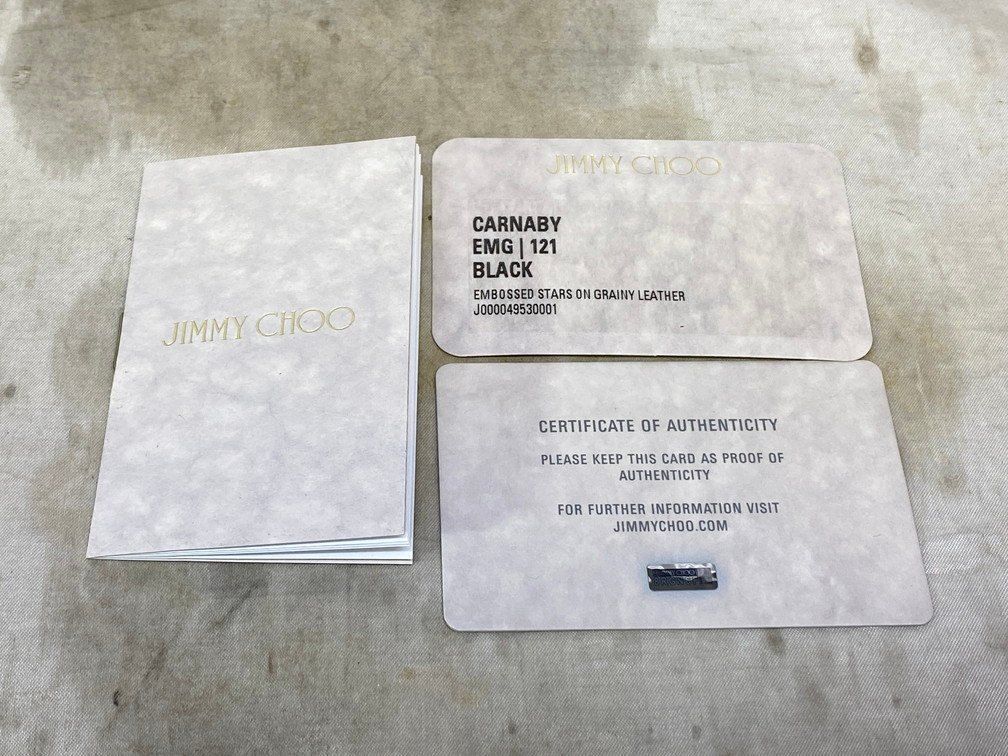 JIMMY CHOO
JIMMY CHOO
CARNABY
EMG | 121
BLACK
EMBOSSED STARS ON GRAINY LEATHER
J000049530001
CERTIFICATE OF AUTHENTICITY
PLEASE KEEP THIS CARD AS PROOF OF
AUTHENTICITY
FOR FURTHER INFORMATION VISIT
JIMMYCHOO.COM